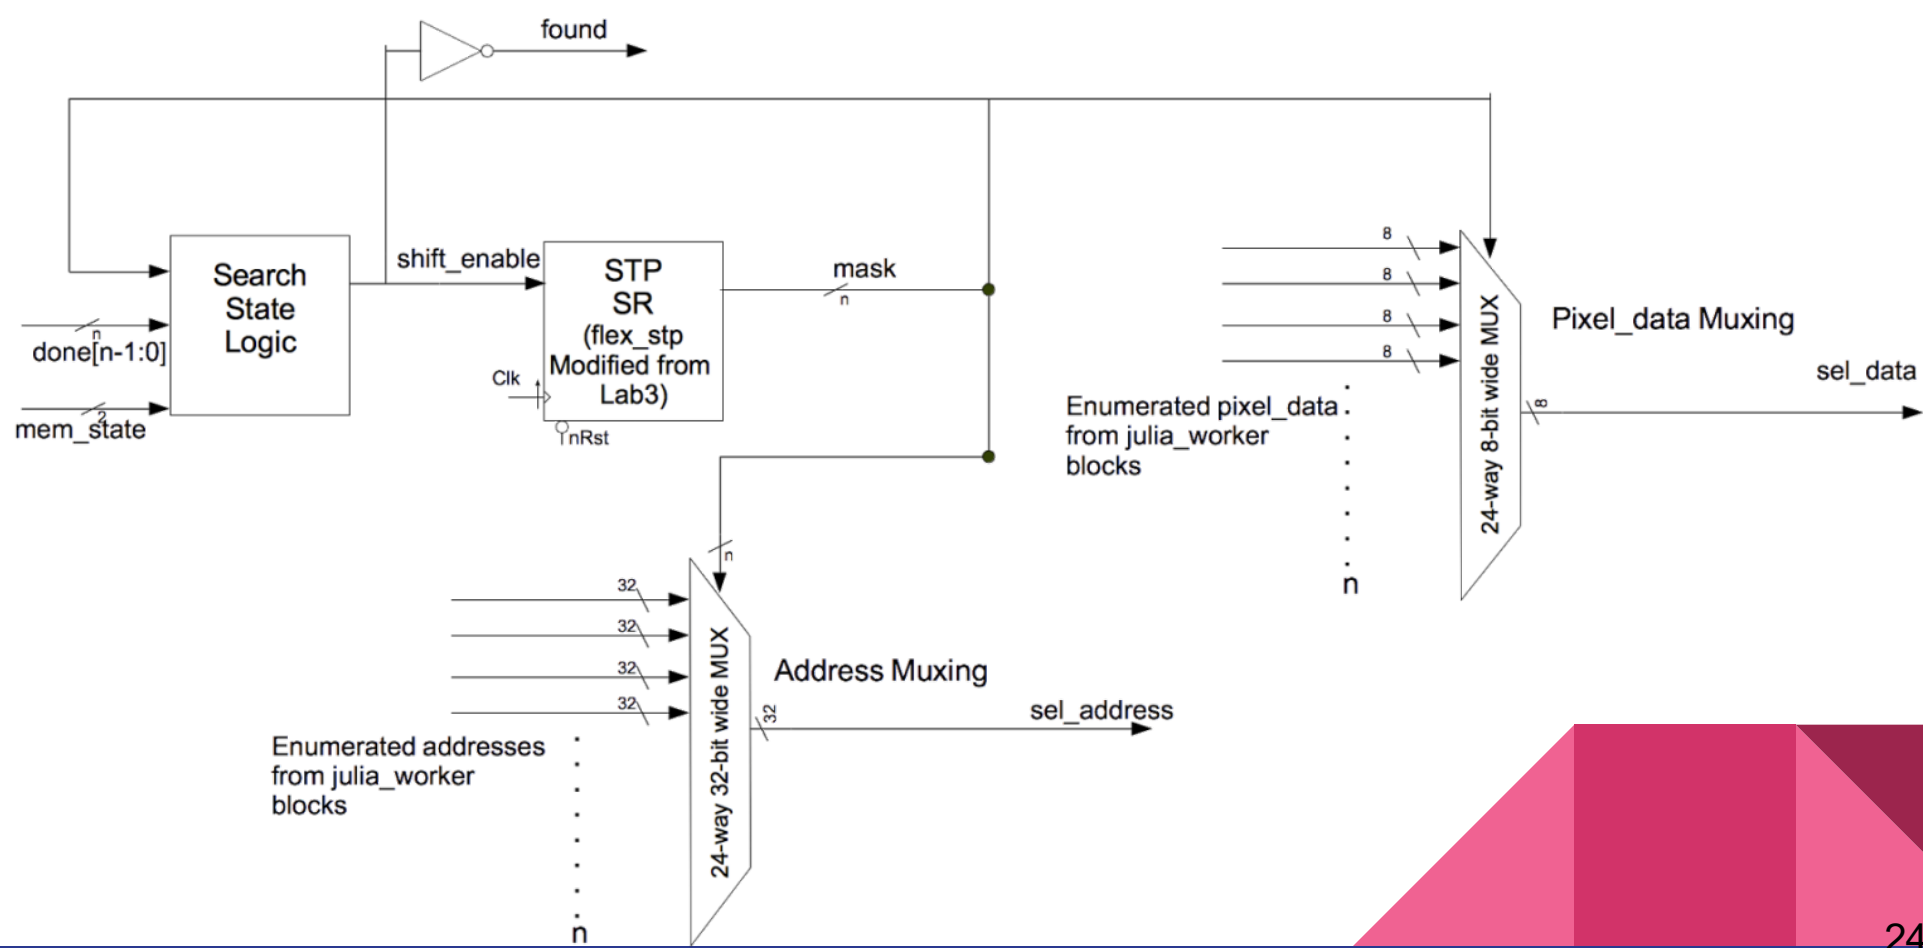 found
shift_enable
Search
State
Logic
STP
SR
(flex_stp
Modified from
Lab3)
mask
n
n
done[n-1:0]
2
mem_state
Clk
nRst
8
8
8
8
24-way 8-bit wide MUX
Pixel_data Muxing
sel_data
8
Enumerated pixel_data
from julia_worker
blocks
n
n
32
32
32
32
24-way 32-bit wide MUX
Address Muxing
32
sel_address
Enumerated addresses
from julia_worker
blocks
n
24